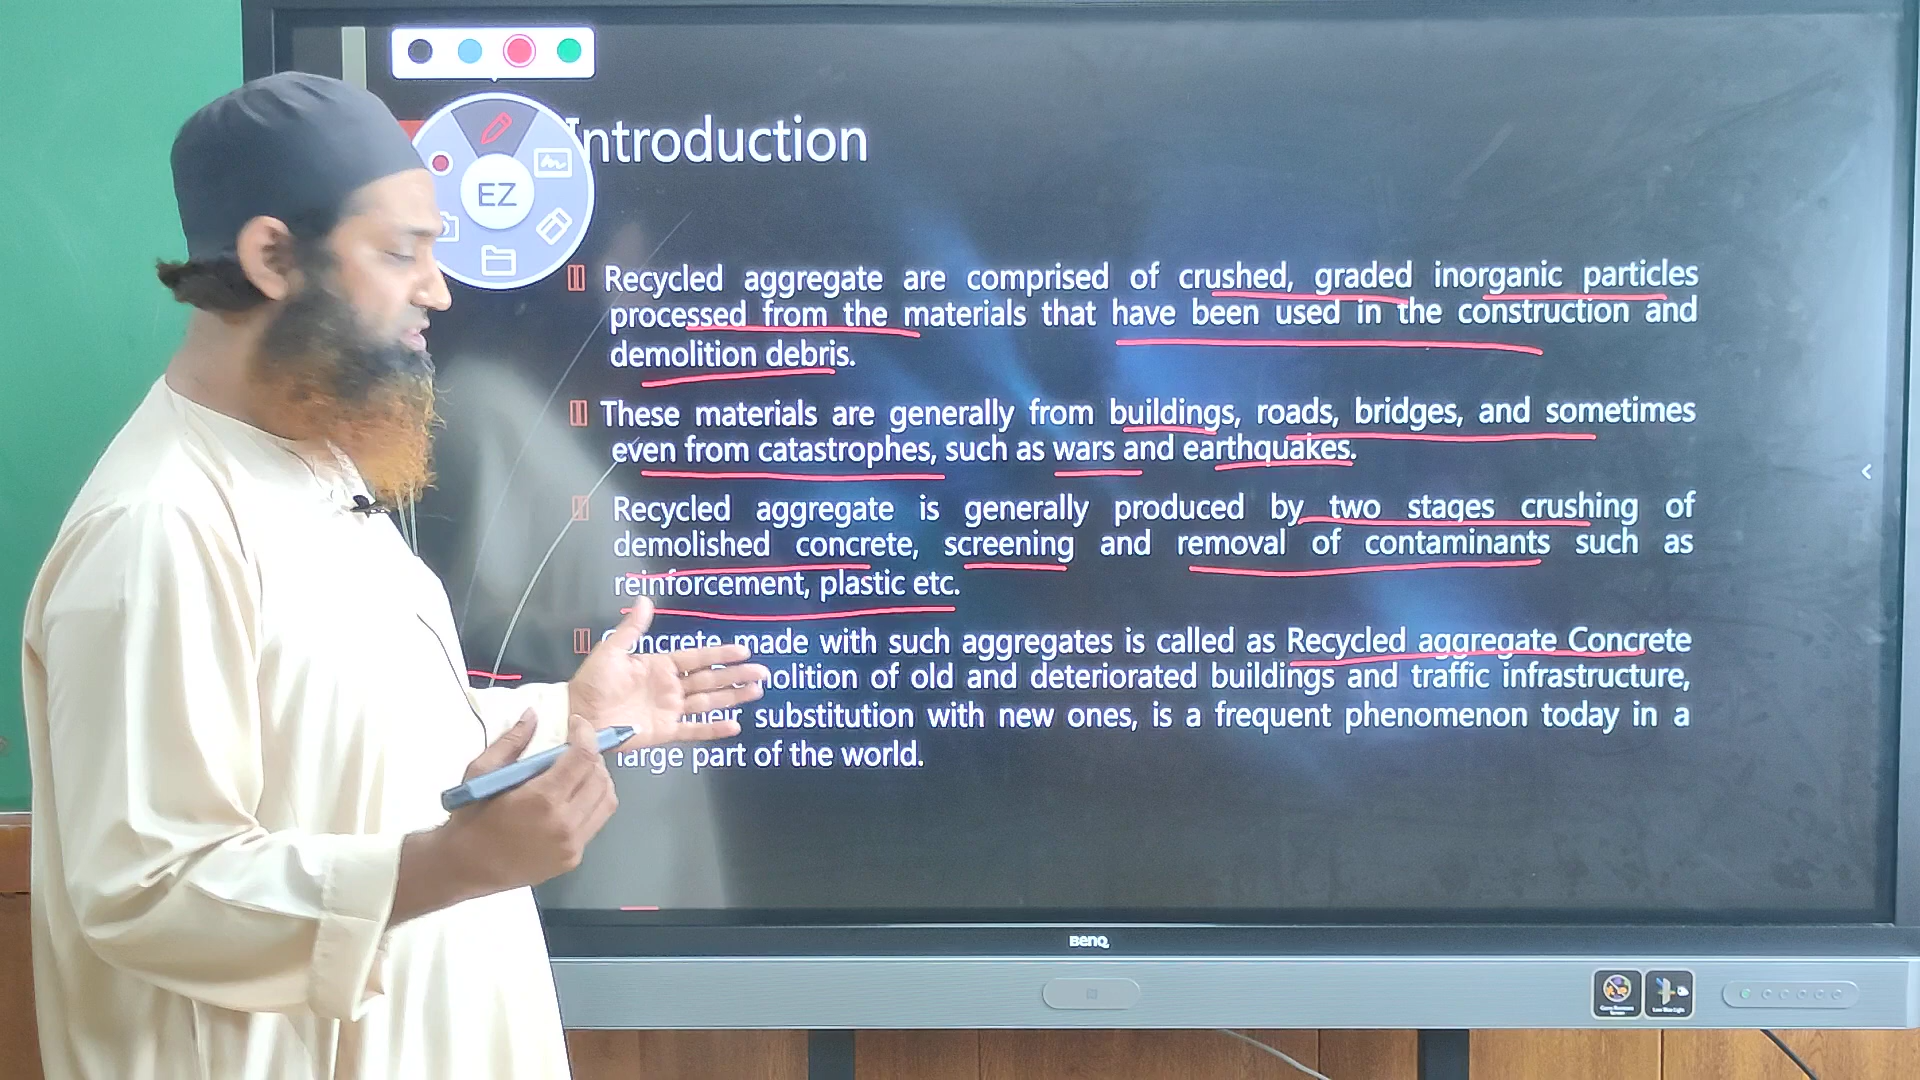 EZ
Introduction
Recycled aggregate are comprised of crushed, graded inorganic particles
processed from the materials that have been used in the construction and
demolition debris.
These materials are generally from buildings, roads, bridges, and sometimes
even from catastrophes, such as wars and earthquakes.
Recycled aggregate is generally produced by two stages crushing of
demolished concrete, screening and removal of contaminants such as
reinforcement, plastic etc.
Concrete made with such aggregates is called as Recycled aggregate Concrete
of old and deteriorated buildings and traffic infrastructure,
substitution with new ones, is a frequent phenomenon today in a
large part of the world.
BenQ